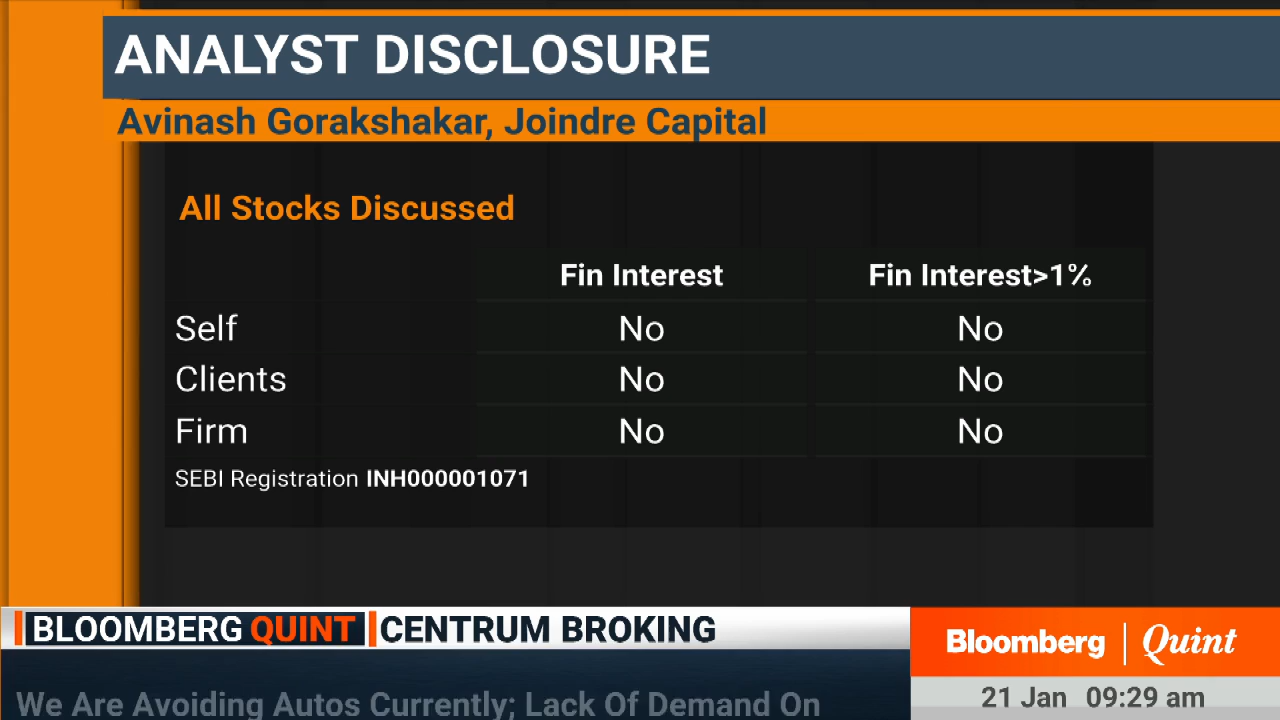 ANALYST DISCLOSURE
Avinash Gorakshakar, Joindre Capital
All Stocks Discussed
Fin Interest Fin Interest>1%
Self No No
Clients No No
Firm No No
SEBI Registration INH000001071
BLOOMBERG QUINT CENTRUM BROKING
Bloomberg | Quint
We Are Avoiding Autos Currently; Lack Of Demand On
21 Jan 09:29 am